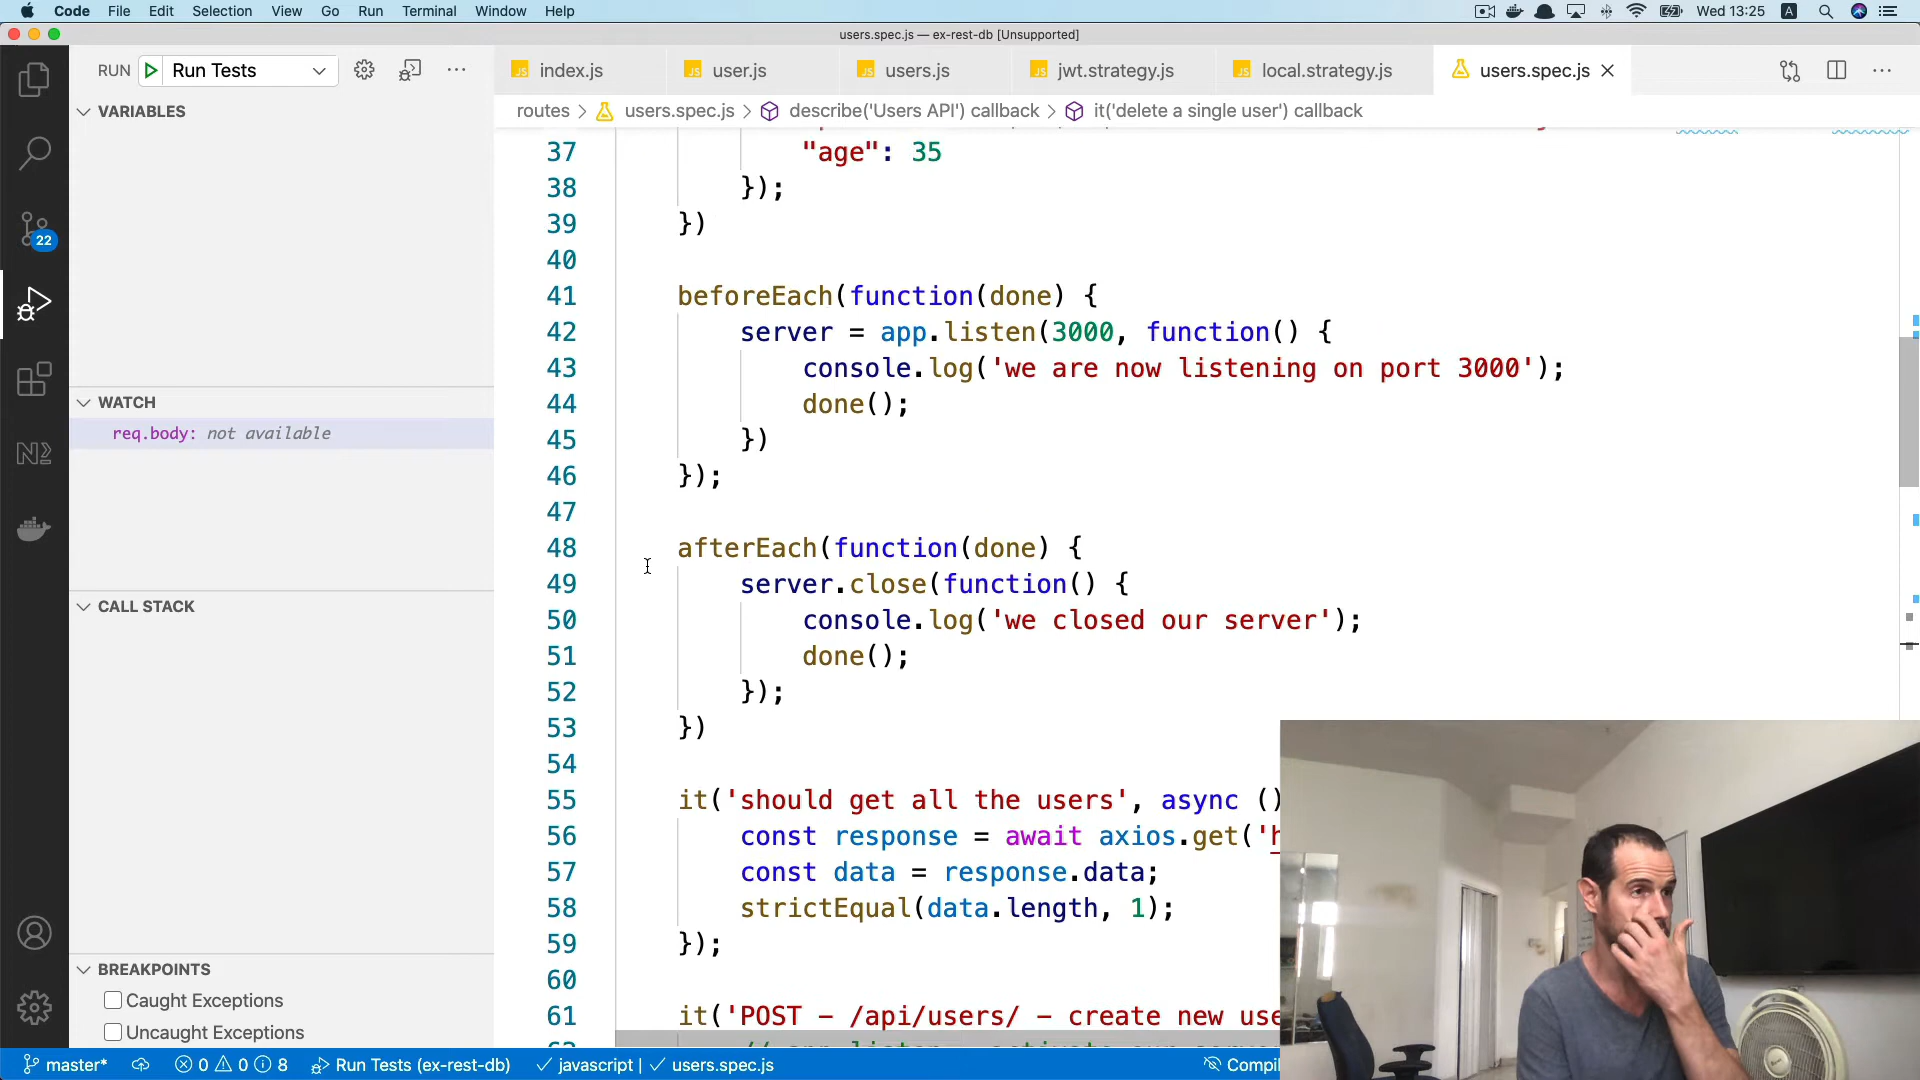 Code File Edit Selection View Go Run Terminal Window Help Wed 13:25 A
users.spec.js — ex-rest-db [Unsupported]
RUN Run Tests
index.js user.js users.js jwt.strategy.js local.strategy.js users.spec.js
routes > users.spec.js > describe('Users API') callback > it('delete a single user') callback
VARIABLES
WATCH
req.body: not available
CALL STACK
BREAKPOINTS
Caught Exceptions
Uncaught Exceptions
22
37 "age": 35
38 });
39 })
40
41 beforeEach(function(done) {
42 server = app.listen(3000, function() {
43 console.log('we are now listening on port 3000');
44 done();
45 })
46 });
47
48 afterEach(function(done) {
49 server.close(function() {
50 console.log('we closed our server');
51 done();
52 });
53 })
54
55 it('should get all the users', async ()
56 const response = await axios.get('h
57 const data = response.data;
58 strictEqual(data.length, 1);
59 });
60
61 it('POST – /api/users/ – create new use
master* 0 0 8 Run Tests (ex-rest-db) javascript | users.spec.js Compil